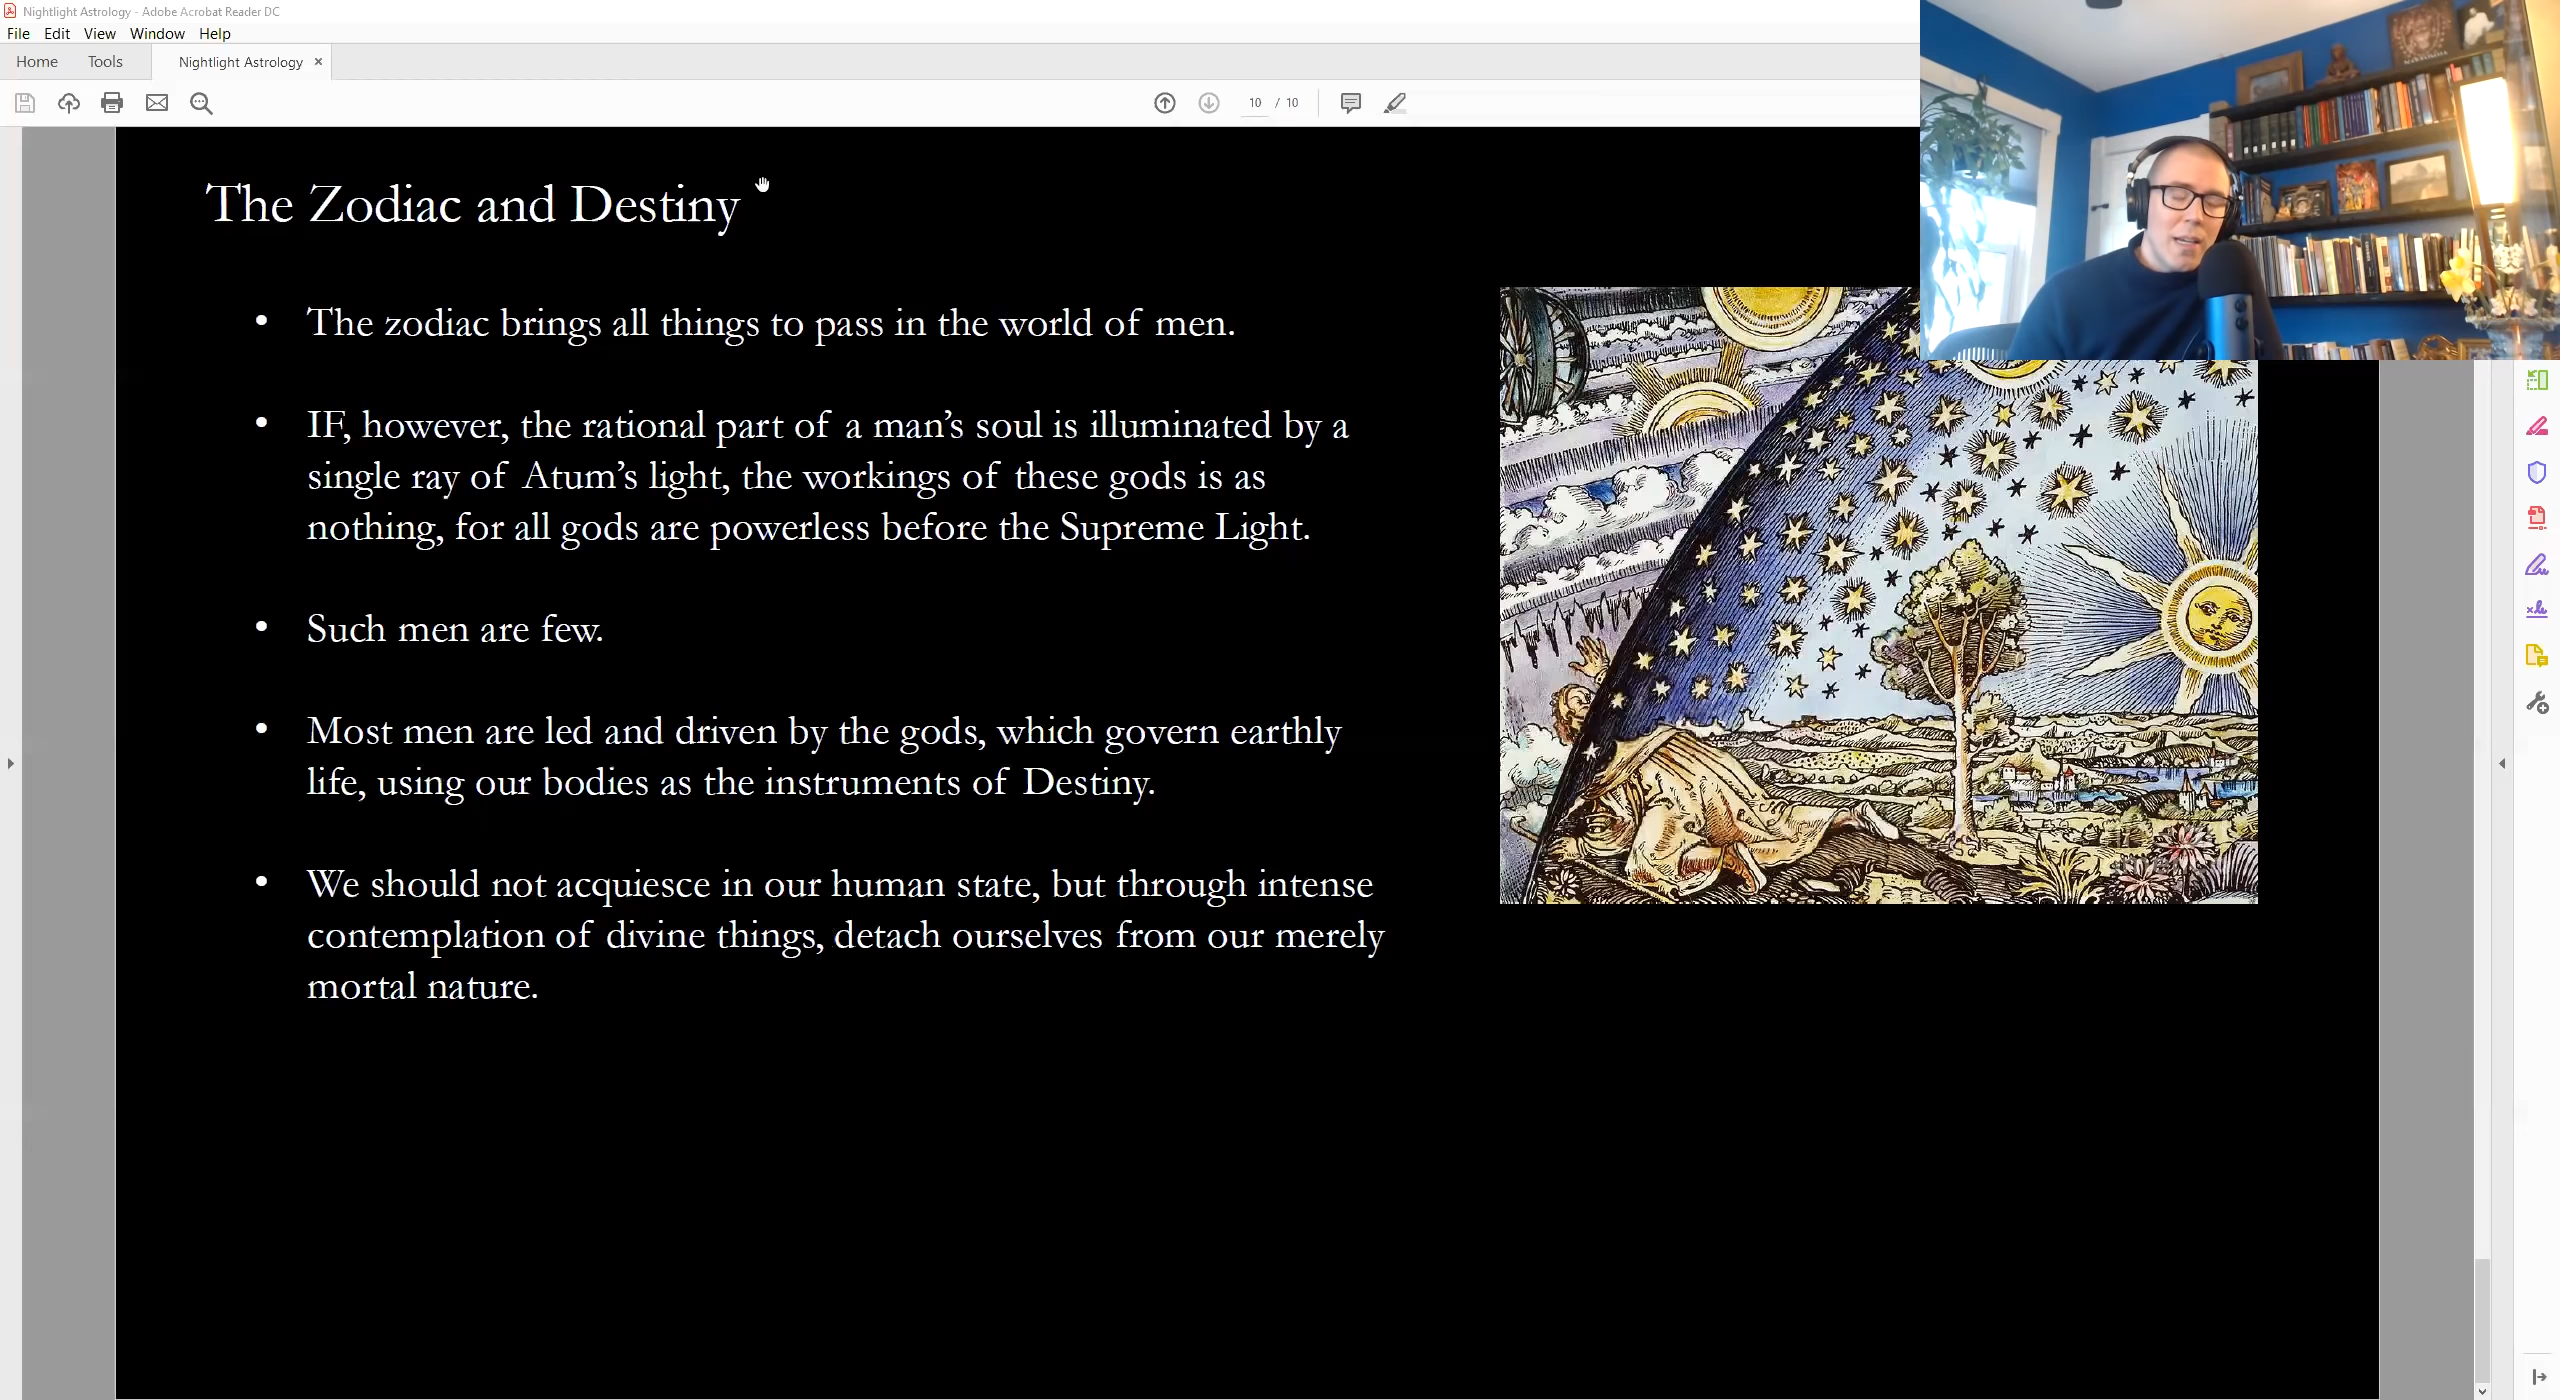 Nightlight Astrology - Adobe Acrobat Reader DC
File Edit View Window Help
Home Tools Nightlight Astrology ×
10 / 10
The Zodiac and Destiny
• The zodiac brings all things to pass in the world of men.
• IF, however, the rational part of a man’s soul is illuminated by a
single ray of Atum’s light, the workings of these gods is as
nothing, for all gods are powerless before the Supreme Light.
• Such men are few.
• Most men are led and driven by the gods, which govern earthly
life, using our bodies as the instruments of Destiny.
• We should not acquiesce in our human state, but through intense
contemplation of divine things, detach ourselves from our merely
mortal nature.